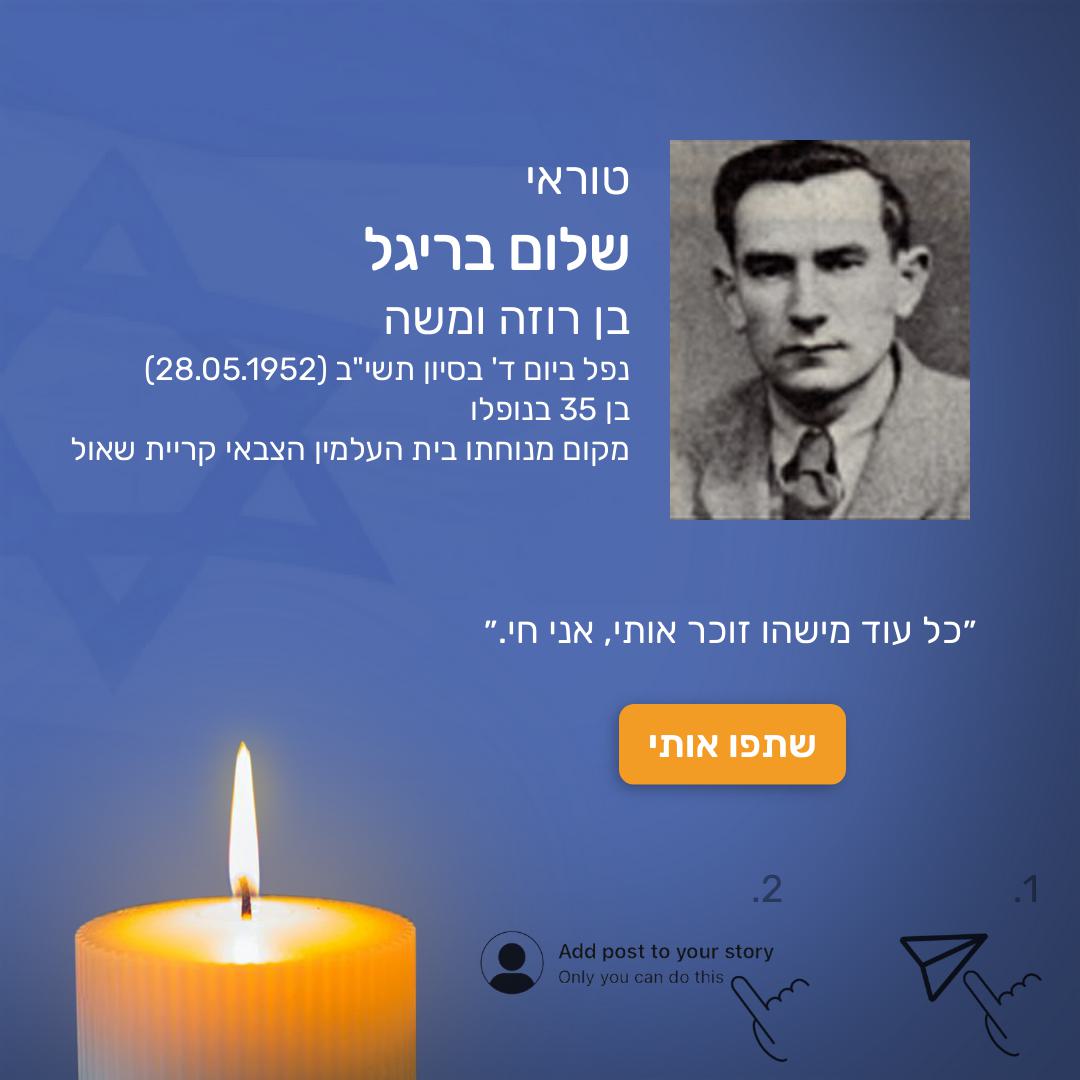 טוראי
שלום בריגל
בן רוזה ומשה
נפל ביום ד' בסיון תשי"ב (28.05.1952)
בן 35 בנופלו
מקום מנוחתו בית העלמין הצבאי קריית שאול
״כל עוד מישהו זוכר אותי, אני חי.״
שתפו אותי
1.
2.
Add post to your story
Only you can do this